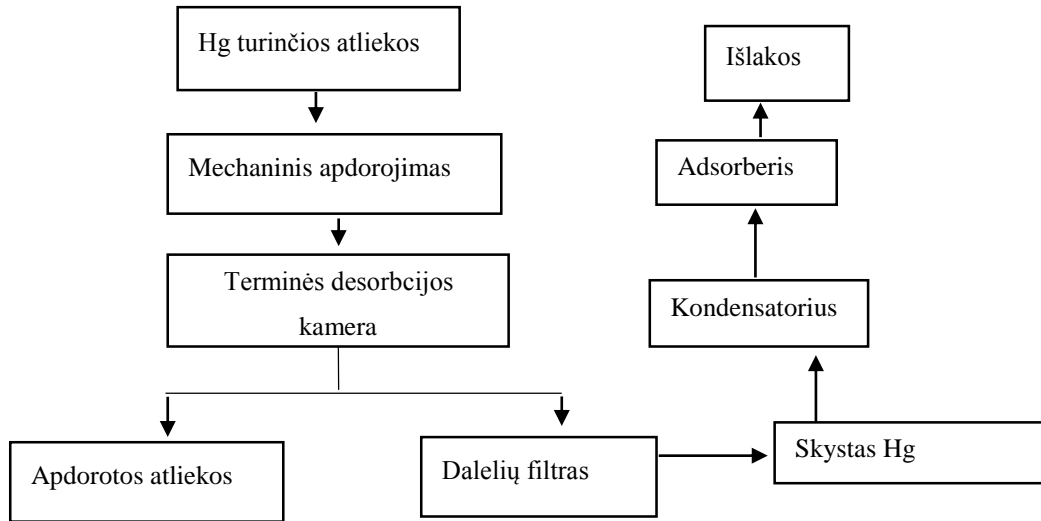 Hg turinčios atliekos
Mechaninis apdorojimas
Terminės desorbcijos
kamera
Apdorotos atliekos
Dalelių filtras
Skystas Hg
Kondensatorius
Adsorberis
Išlakos